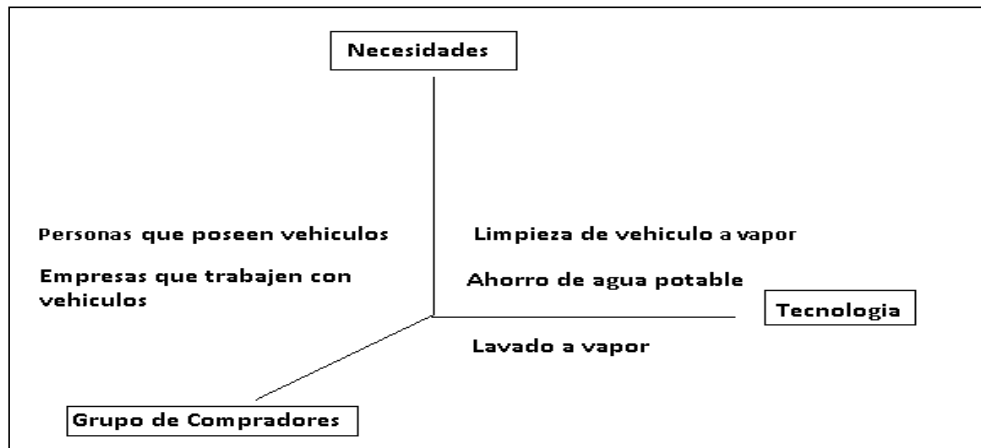 Necesidades
Personas que poseen vehiculos
Limpieza de vehiculo a vapor
Empresas que trabajen con
vehiculos
Ahorro de agua potable
Tecnologia
Lavado a vapor
Grupo de Compradores